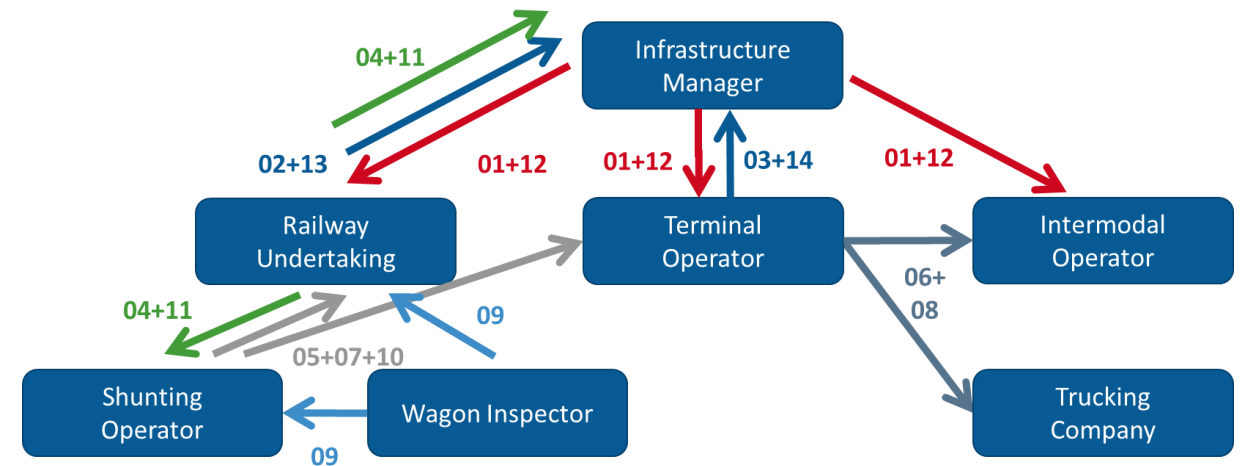 Infrastructure
Manager
04+11
02+13
01+12
01+12
03+14
01+12
Railway
Undertaking
Terminal
Operator
Intermodal
Operator
06+
08
04+11
09
05+07+10
Shunting
Operator
Wagon Inspector
Trucking
Company
09